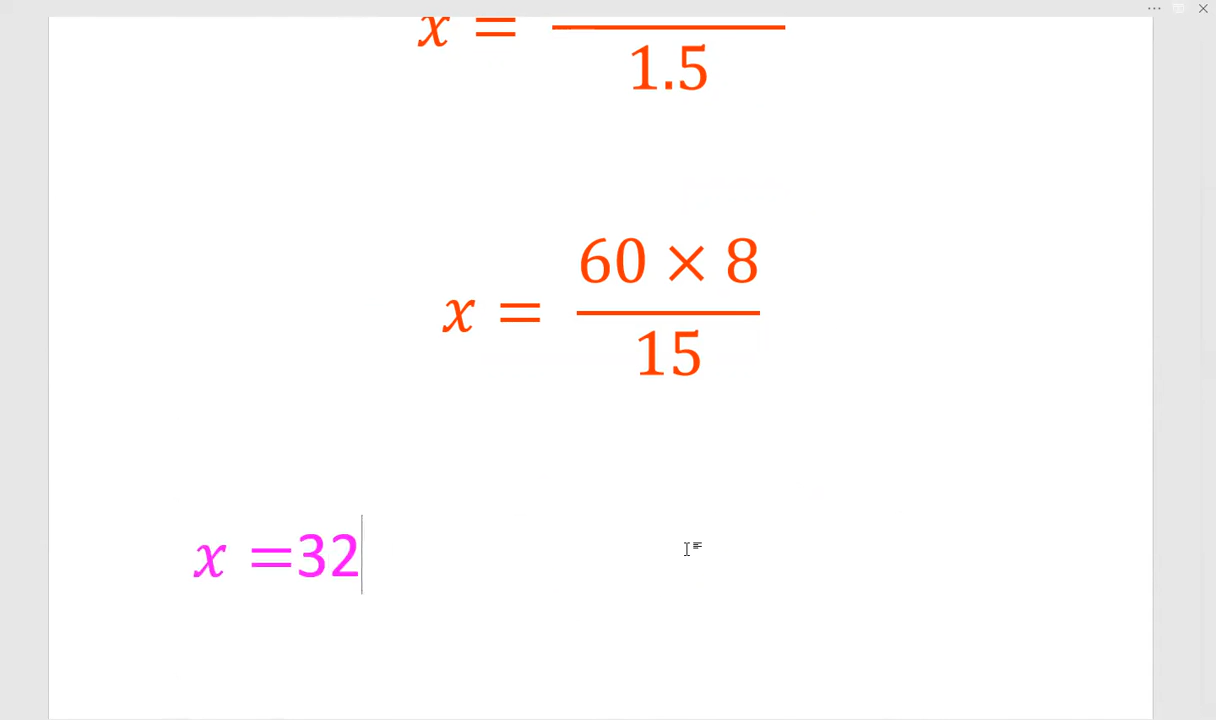 x =
1.5
60 × 8
x =
15
x =32